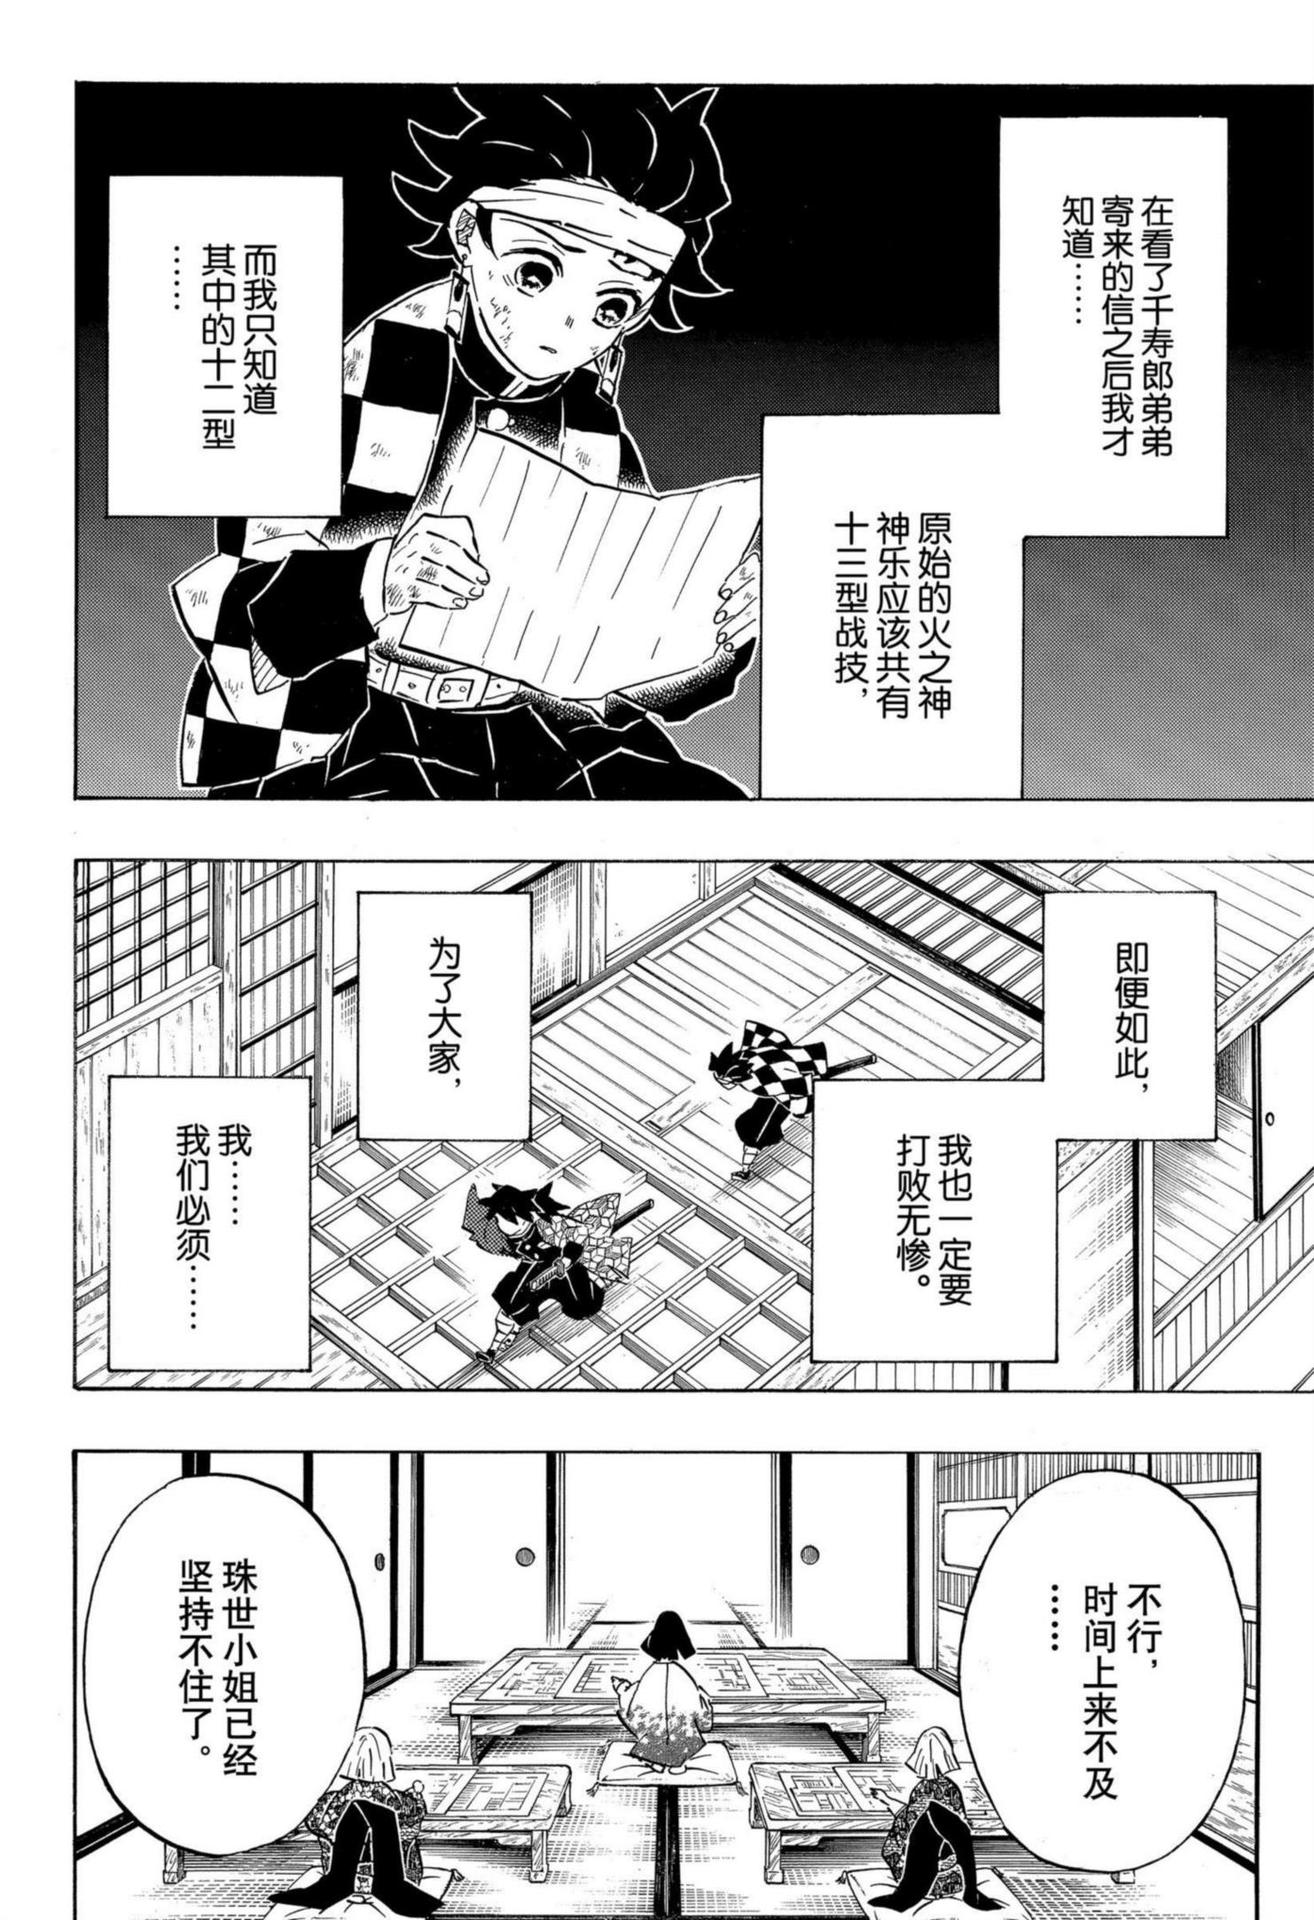 在看了千寿郎弟弟
寄来的信之后我才
知道……
原始的火之神
神乐应该共有
十三型战技，
而我只知道
其中的十二型
……
即便如此，
我也一定要
打败无惨。
为了大家，
我……
我们必须……
不行，
时间上来不及
……
珠世小姐已经
坚持不住了。